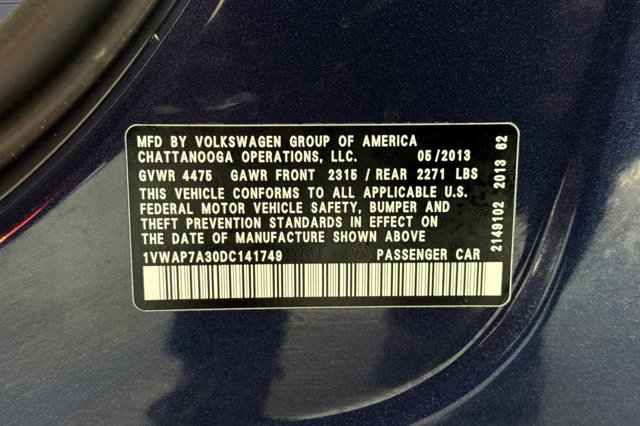 MFD BY VOLKSWAGEN GROUP OF AMERICA
CHATTANOOGA OPERATIONS, LLC. 05/2013
GVWR 4475 GAWR FRONT 2315 / REAR 2271 LBS
THIS VEHICLE CONFORMS TO ALL APPLICABLE U.S.
FEDERAL MOTOR VEHICLE SAFETY, BUMPER AND
THEFT PREVENTION STANDARDS IN EFFECT ON
THE DATE OF MANUFACTURE SHOWN ABOVE
1VWAP7A30DC141749 PASSENGER CAR
2149102 2013 62